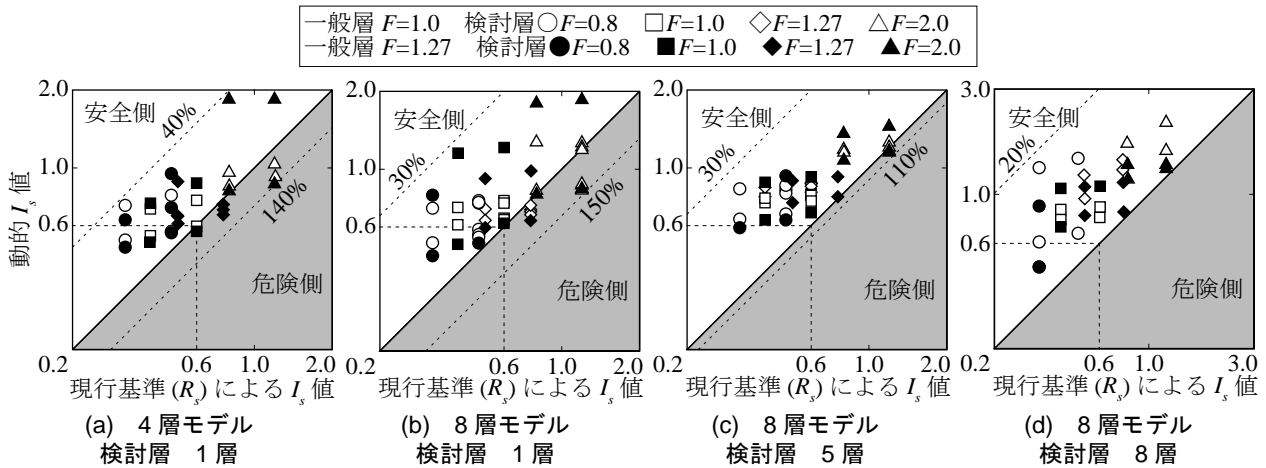 一般層 F=1.0 検討層○F=0.8 □F=1.0 ◇F=1.27 △F=2.0
一般層 F=1.27 検討層●F=0.8 ■F=1.0 ◆F=1.27 ▲F=2.0
動的 Is 値
2.0
1.0
0.6
0.2
安全側
40%
140%
危険側
0.6
1.0
2.0
現行基準 (Rs) による Is 値
(a) 4 層モデル
検討層 1 層
2.0
1.0
0.6
0.2
安全側
30%
150%
危険側
0.6
1.0
2.0
現行基準 (Rs) による Is 値
(b) 8 層モデル
検討層 1 層
2.0
1.0
0.6
0.2
安全側
30%
110%
危険側
0.6
1.0
2.0
現行基準 (Rs) による Is 値
(c) 8 層モデル
検討層 5 層
3.0
1.0
0.6
0.2
安全側
20%
危険側
0.6
1.0
3.0
現行基準 (Rs) による Is 値
(d) 8 層モデル
検討層 8 層